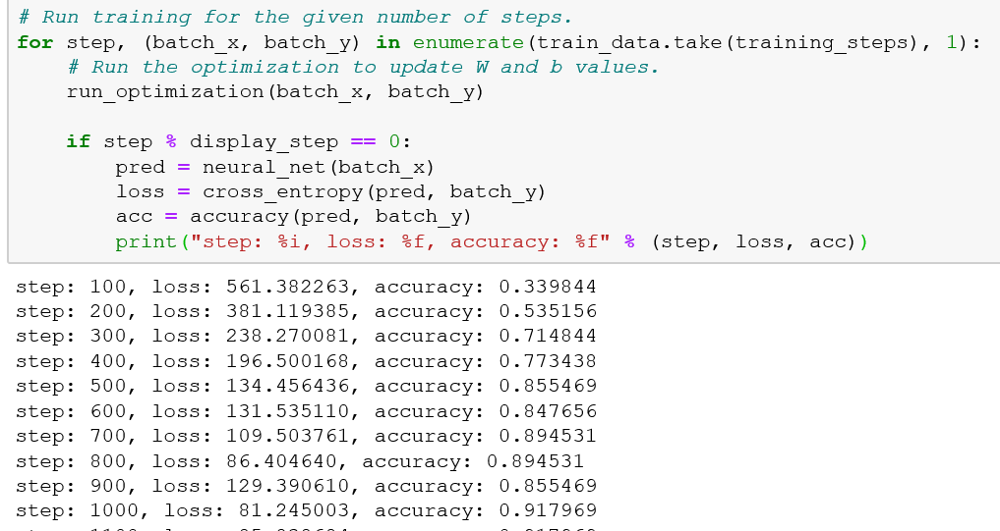 # Run training for the given number of steps.
for step, (batch_x, batch_y) in enumerate(train_data.take(training_steps), 1):
    # Run the optimization to update W and b values.
    run_optimization(batch_x, batch_y)
    if step % display_step == 0:
        pred = neural_net(batch_x)
        loss = cross_entropy(pred, batch_y)
        acc = accuracy(pred, batch_y)
        print("step: %i, loss: %f, accuracy: %f" % (step, loss, acc))
step: 100, loss: 561.382263, accuracy: 0.339844
step: 200, loss: 381.119385, accuracy: 0.535156
step: 300, loss: 238.270081, accuracy: 0.714844
step: 400, loss: 196.500168, accuracy: 0.773438
step: 500, loss: 134.456436, accuracy: 0.855469
step: 600, loss: 131.535110, accuracy: 0.847656
step: 700, loss: 109.503761, accuracy: 0.894531
step: 800, loss: 86.404640, accuracy: 0.894531
step: 900, loss: 129.390610, accuracy: 0.855469
step: 1000, loss: 81.245003, accuracy: 0.917969